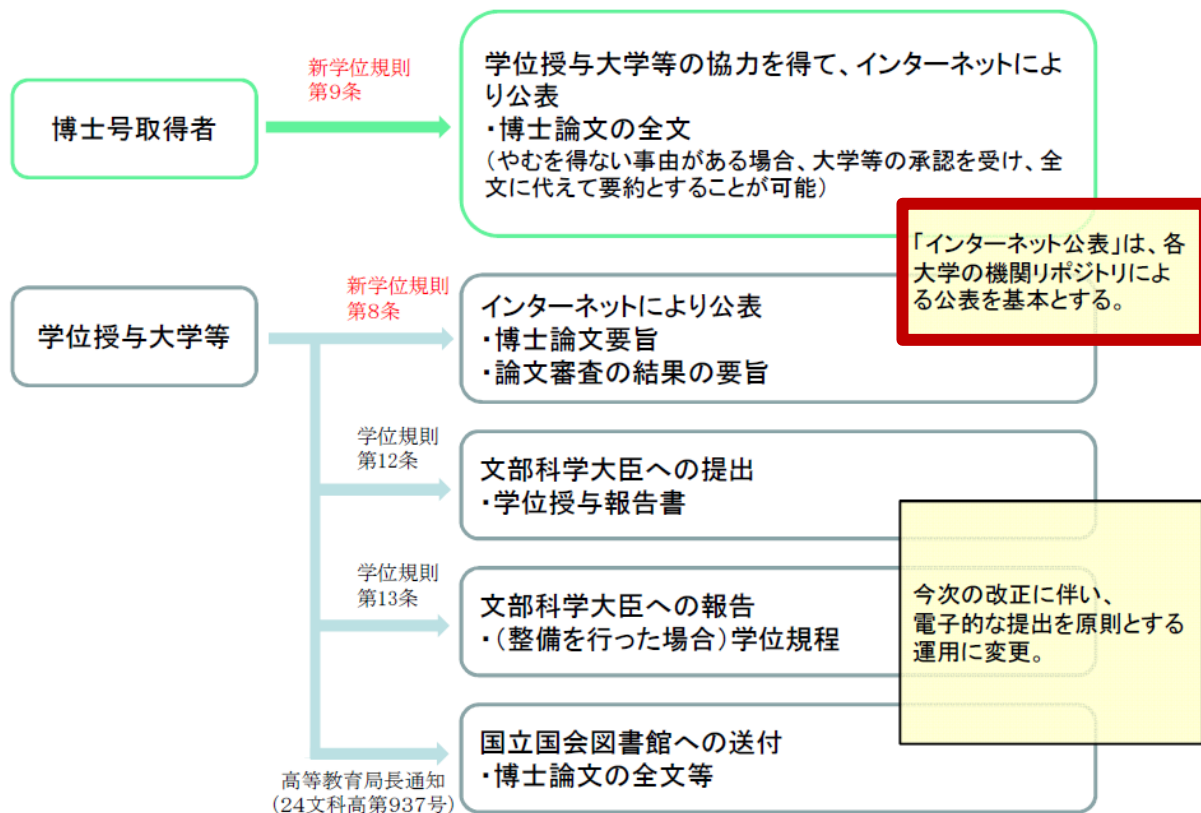 博士号取得者
新学位規則
第9条
学位授与大学等の協力を得て、インターネットによ
り公表
・博士論文の全文
（やむを得ない事由がある場合、大学等の承認を受け、全
文に代えて要約とすることが可能）
「インターネット公表」は、各
大学の機関リポジトリによ
る公表を基本とする。
学位授与大学等
新学位規則
第8条
インターネットにより公表
・博士論文要旨
・論文審査の結果の要旨
学位規則
第12条
文部科学大臣への提出
・学位授与報告書
学位規則
第13条
文部科学大臣への報告
・（整備を行った場合）学位規程
今次の改正に伴い、
電子的な提出を原則とする
運用に変更。
高等教育局長通知
（24文科高第937号）
国立国会図書館への送付
・博士論文の全文等